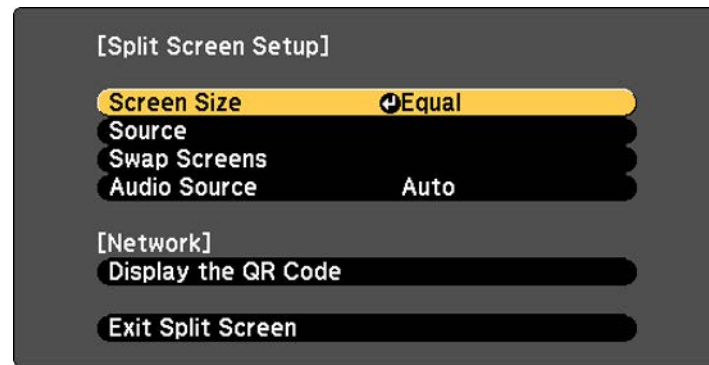 [Split Screen Setup]
Screen Size Equal
Source
Swap Screens
Audio Source Auto
[Network]
Display the QR Code
Exit Split Screen